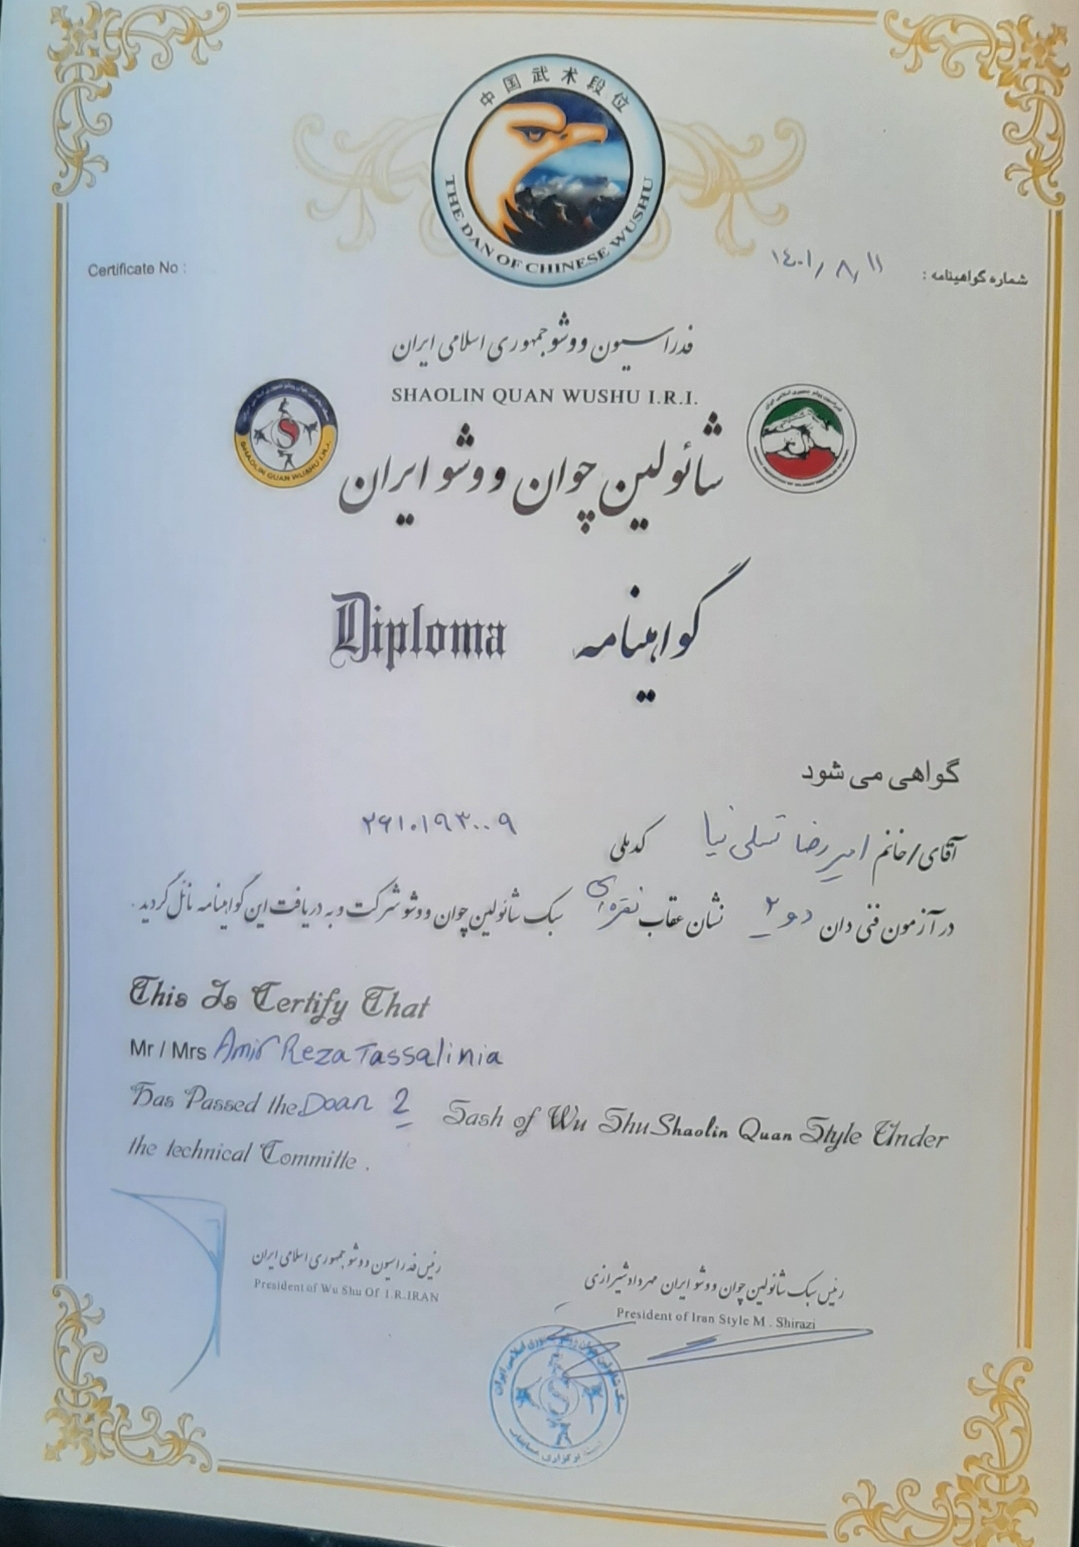 中国武术段位
THE DAN OF CHINESE WUSHU
Certificate No :
شماره گواهینامه : ۱۴۰۱/۸/۱۱
فدراسیون ووشو جمهوری اسلامی ایران
SHAOLIN QUAN WUSHU I.R.I.
SHAOLIN QUAN WUSHU I.R.I.
شائولین چوان ووشو ایران
Diploma گواهینامه
گواهی می شود
آقای/خانم امیررضا تسلی نیا کدملی ۲۶۱۰۱۹۳۰۰۹
در آزمون فنی دان دو ۲ نشان عقاب نقره‌ای سبک شائولین چوان ووشو شرکت و به دریافت این گواهینامه نائل گردید.
This Is Certify That
Mr / Mrs Amir Reza Tassalinia
Has Passed the Doan 2 Sash of Wu Shu Shaolin Quan Style Under
the technical Committe .
رئیس فدراسیون ووشو جمهوری اسلامی ایران
President of Wu Shu Of I.R.IRAN
رئیس سبک شائولین چوان ووشو ایران مهرداد شیرازی
President of Iran Style M . Shirazi